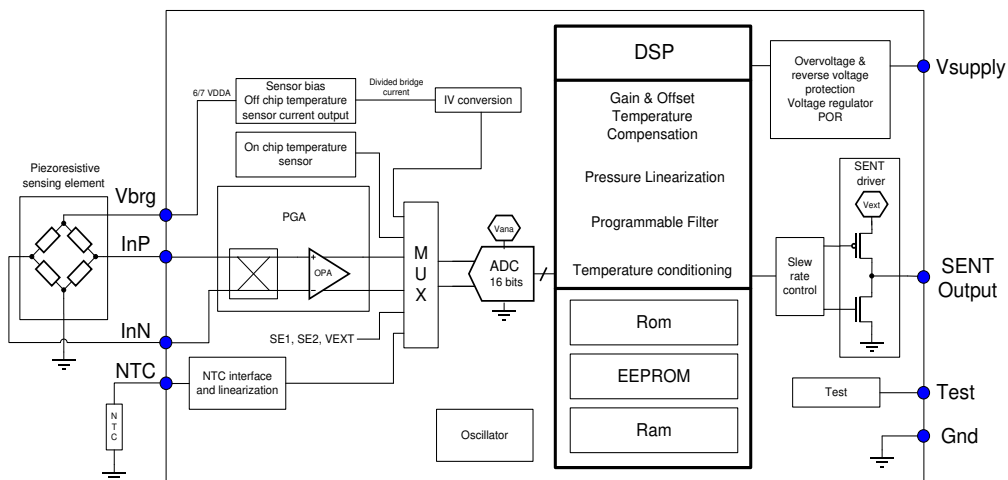 Piezoresistive
sensing element
Vbrg
InP
InN
NTC
N
T
C
6/7 VDDA
Sensor bias
Off chip temperature
sensor current output
Divided bridge
current
IV conversion
On chip temperature
sensor
PGA
+
OPA
−
M
U
X
SE1, SE2, VEXT
NTC interface
and linearization
Vana
ADC
16 bits
Oscillator
DSP
Gain & Offset
Temperature
Compensation
Pressure Linearization
Programmable Filter
Temperature conditioning
Rom
EEPROM
Ram
Overvoltage &
reverse voltage
protection
Voltage regulator
POR
Vsupply
SENT
driver
Vext
Slew
rate
control
SENT
Output
Test
Test
Gnd